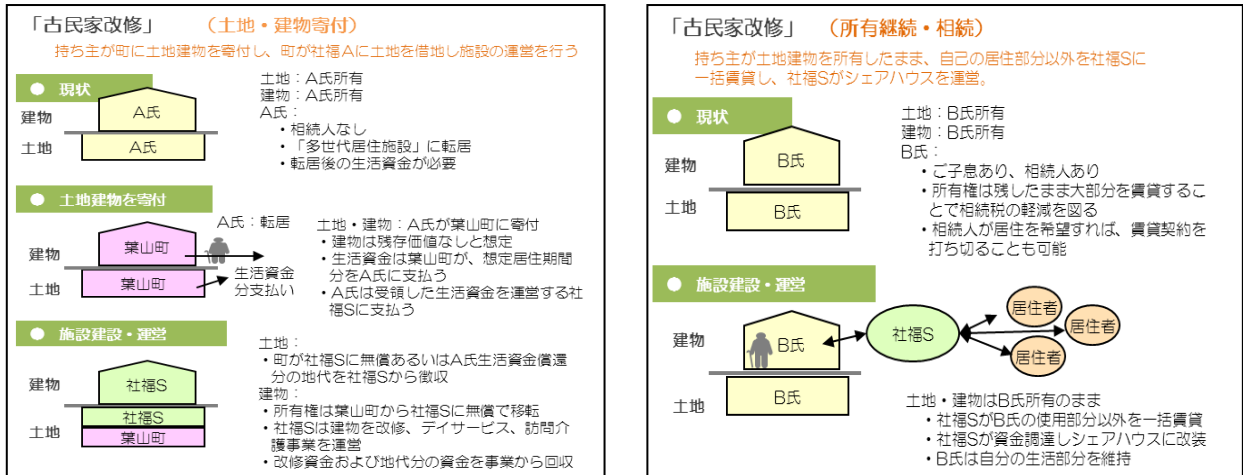 「古民家改修」 （土地・建物寄付）
持ち主が町に土地建物を寄付し、町が社福Aに土地を借地し施設の運営を行う
● 現状
建物
A氏
土地
A氏
土地：A氏所有
建物：A氏所有
A氏：
・相続人なし
・「多世代居住施設」に転居
・転居後の生活資金が必要
● 土地建物を寄付
建物
葉山町
土地
葉山町
A氏：転居
生活資金
分支払い
土地・建物：A氏が葉山町に寄付
・建物は残存価値なしと想定
・生活資金は葉山町が、想定居住期間
分をA氏に支払う
・A氏は受領した生活資金を運営する社
福Sに支払う
● 施設建設・運営
建物
社福S
土地
社福S
葉山町
土地：
・町が社福Sに無償あるいはA氏生活資金償還
分の地代を社福Sから徴収
建物：
・所有権は葉山町から社福Sに無償で移転
・社福Sは建物を改修、デイサービス、訪問介
護事業を運営
・改修資金および地代分の資金を事業から回収
「古民家改修」 （所有継続・相続）
持ち主が土地建物を所有したまま、自己の居住部分以外を社福Sに
一括賃貸し、社福Sがシェアハウスを運営。
● 現状
建物
B氏
土地
B氏
土地：B氏所有
建物：B氏所有
B氏：
・ご子息あり、相続人あり
・所有権は残したまま大部分を賃貸するこ
とで相続税の軽減を図る
・相続人が居住を希望すれば、賃貸契約を
打ち切ることも可能
● 施設建設・運営
建物
B氏
土地
B氏
社福S
居住者
居住者
居住者
土地・建物はB氏所有のまま
・社福SがB氏の使用部分以外を一括賃貸
・社福Sが資金調達しシェアハウスに改装
・B氏は自分の生活部分を維持